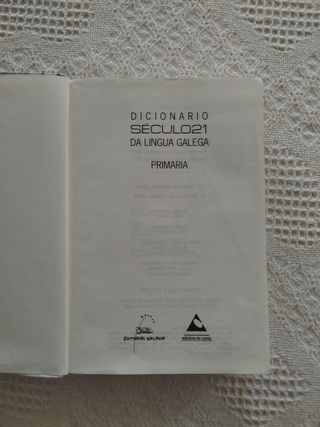 DICIONARIO
SÉCULO21
DA LINGUA GALEGA
PRIMARIA
EDITORIAL GALAXIA
edicións do cumio